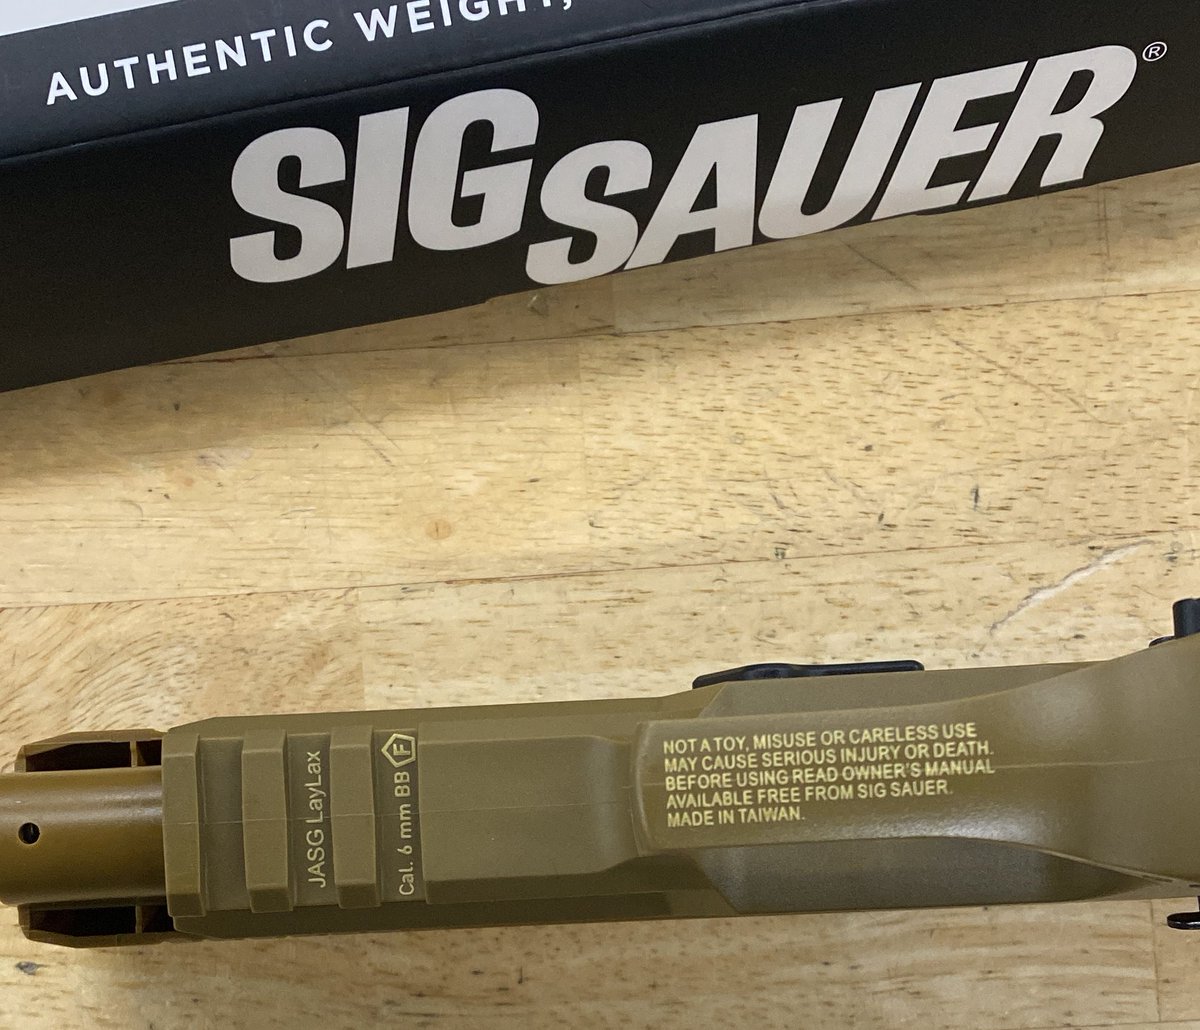 AUTHENTIC WEIGHT,
SIG SAUER®
NOT A TOY, MISUSE OR CARELESS USE
MAY CAUSE SERIOUS INJURY OR DEATH.
BEFORE USING READ OWNER'S MANUAL
AVAILABLE FREE FROM SIG SAUER.
MADE IN TAIWAN.
JASG LayLax
Cal. 6 mm BB F